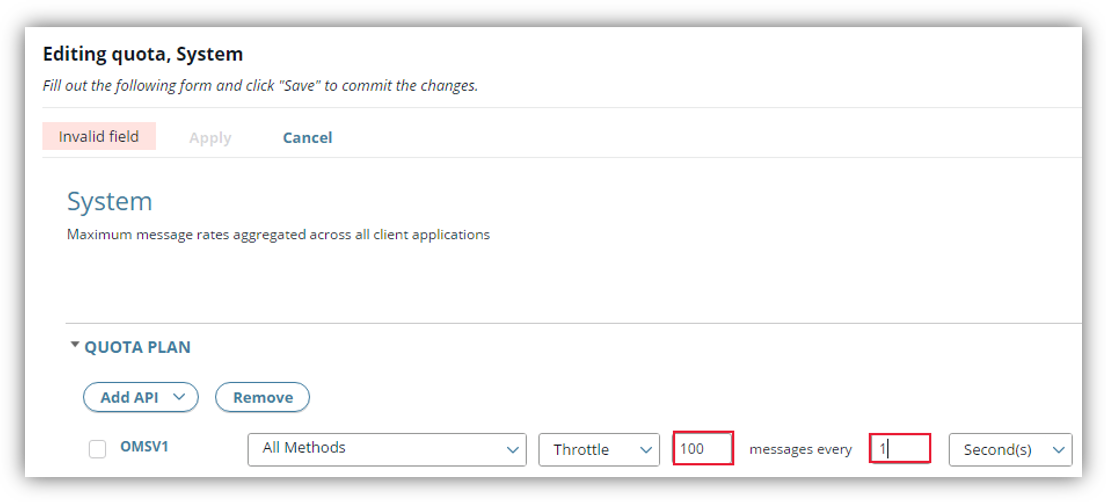 Editing quota, System
Fill out the following form and click "Save" to commit the changes.
Invalid field Apply Cancel
System
Maximum message rates aggregated across all client applications
QUOTA PLAN
Add API Remove
OMSV1 All Methods Throttle 100 messages every 1 Second(s)